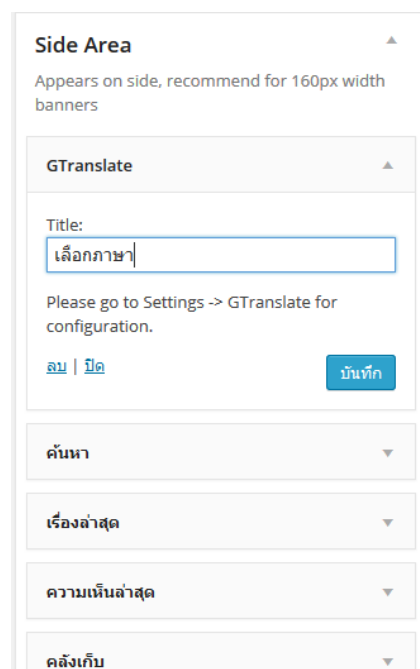 Side Area
Appears on side, recommend for 160px width
banners
GTranslate
Title:
เลือกภาษา
Please go to Settings -> GTranslate for
configuration.
ลบ | ปิด
บันทึก
ค้นหา
เรื่องล่าสุด
ความเห็นล่าสุด
คลังเก็บ